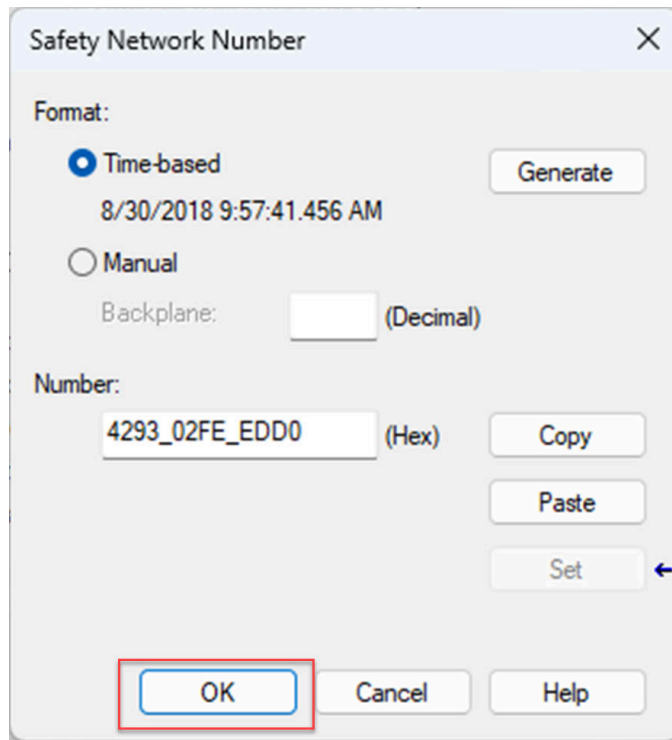 Safety Network Number
Format:
Time-based
Generate
8/30/2018 9:57:41.456 AM
Manual
Backplane:
(Decimal)
Number:
4293_02FE_EDD0
(Hex)
Copy
Paste
Set
OK
Cancel
Help